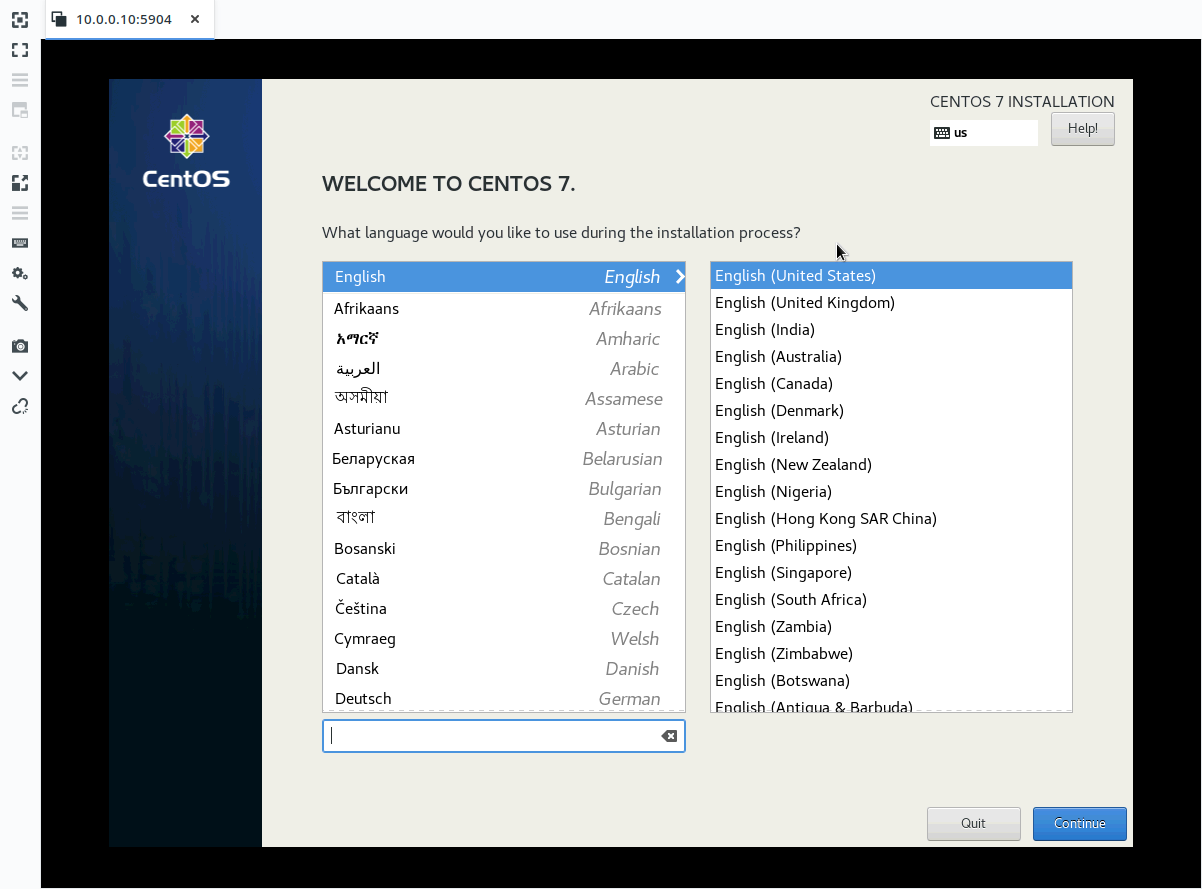 10.0.0.10:5904
CentOS
CENTOS 7 INSTALLATION
us
Help!
WELCOME TO CENTOS 7.
What language would you like to use during the installation process?
English English
Afrikaans Afrikaans
አማርኛ Amharic
العربية Arabic
অসমীয়া Assamese
Asturianu Asturian
Беларуская Belarusian
Български Bulgarian
বাংলা Bengali
Bosanski Bosnian
Català Catalan
Čeština Czech
Cymraeg Welsh
Dansk Danish
Deutsch German
English (United States)
English (United Kingdom)
English (India)
English (Australia)
English (Canada)
English (Denmark)
English (Ireland)
English (New Zealand)
English (Nigeria)
English (Hong Kong SAR China)
English (Philippines)
English (Singapore)
English (South Africa)
English (Zambia)
English (Zimbabwe)
English (Botswana)
English (Antigua & Barbuda)
Quit
Continue